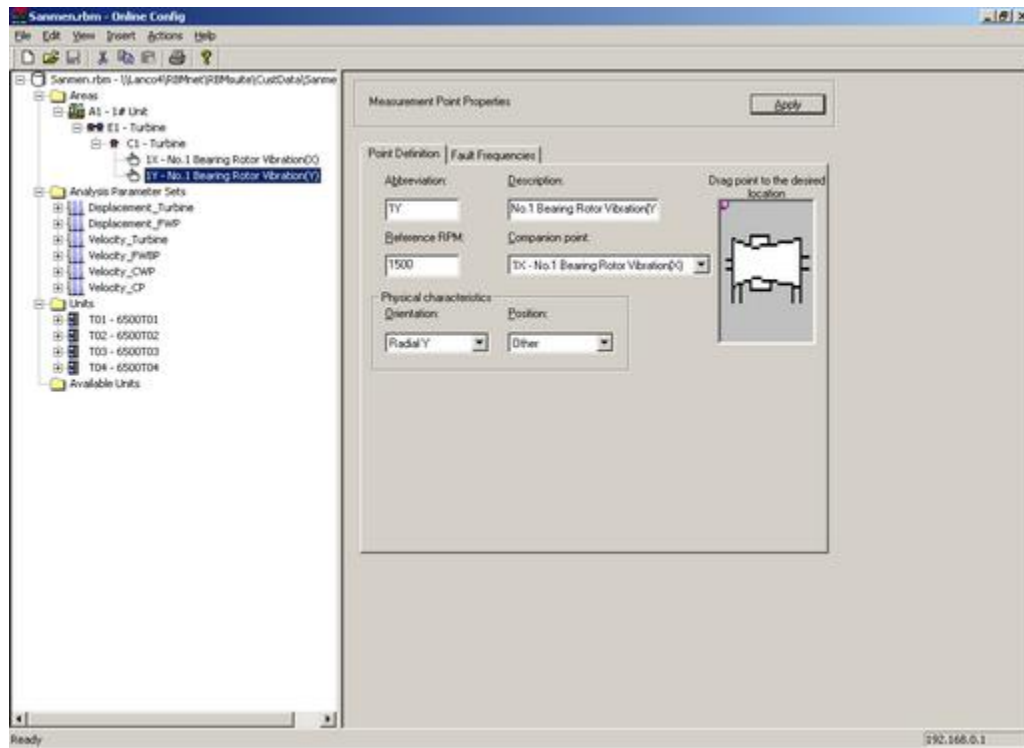 Sanmen.rbm - Online Config
File Edit View Insert Actions Help
Sanmen.rbm - \\Lanco4\RBMnet\RBMsuite\CustData\Sanme
Areas
A1 - 1# Unit
E1 - Turbine
C1 - Turbine
1X - No.1 Bearing Rotor Vibration(X)
1Y - No.1 Bearing Rotor Vibration(Y)
Analysis Parameter Sets
Displacement_Turbine
Displacement_FWP
Velocity_Turbine
Velocity_FWBP
Velocity_CWP
Velocity_CP
Units
T01 - 6500T01
T02 - 6500T02
T03 - 6500T03
T04 - 6500T04
Available Units
Measurement Point Properties
Apply
Point Definition Fault Frequencies
Abbreviation: Description: Drag point to the desired location
1Y No.1 Bearing Rotor Vibration(Y
Reference RPM: Companion point:
1500 1X - No.1 Bearing Rotor Vibration(X)
Physical characteristics
Orientation: Position:
Radial Y Other
Ready 192.168.0.1